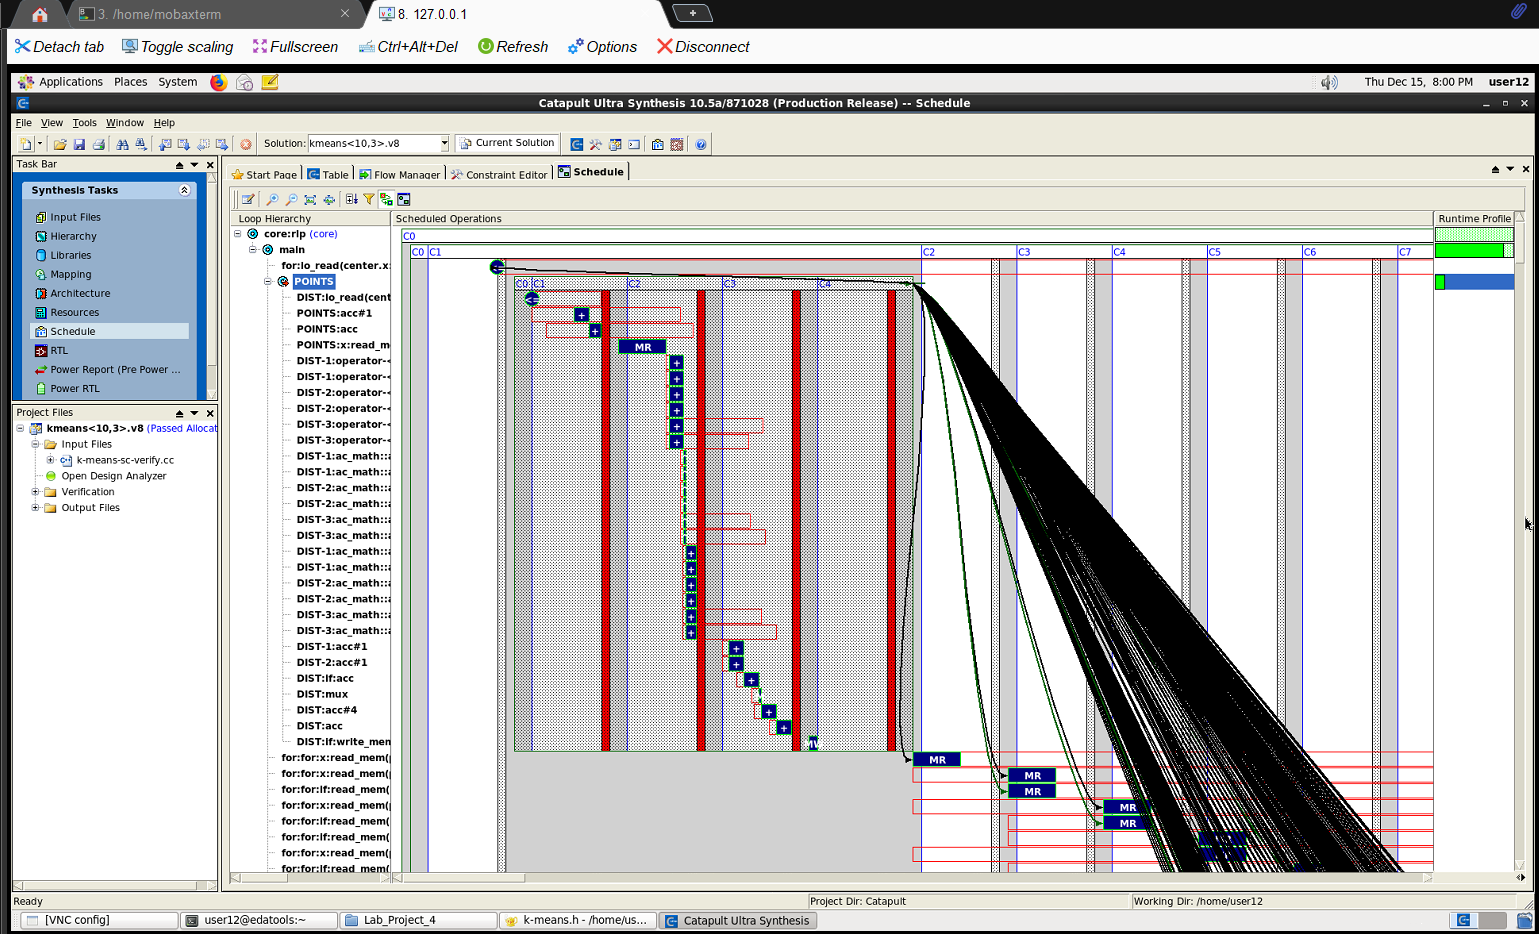 3. /home/mobaxterm
8. 127.0.0.1
Detach tab Toggle scaling Fullscreen Ctrl+Alt+Del Refresh Options Disconnect
Applications Places System Thu Dec 15, 8:00 PM user12
Catapult Ultra Synthesis 10.5a/871028 (Production Release) -- Schedule
File View Tools Window Help
Solution: kmeans<10,3>.v8 Current Solution
Task Bar
Start Page Table Flow Manager Constraint Editor Schedule
Synthesis Tasks
Input Files
Hierarchy
Libraries
Mapping
Architecture
Resources
Schedule
RTL
Power Report (Pre Power ...
Power RTL
Project Files
kmeans<10,3>.v8 (Passed Allocat
Input Files
k-means-sc-verify.cc
Open Design Analyzer
Verification
Output Files
Loop Hierarchy
core:rlp (core)
main
for:io_read(center.x:
POINTS
DIST:io_read(cent
POINTS:acc#1
POINTS:acc
POINTS:x:read_m
DIST-1:operator-<
DIST-1:operator-<
DIST-2:operator-<
DIST-2:operator-<
DIST-3:operator-<
DIST-3:operator-<
DIST-1:ac_math::
DIST-1:ac_math::
DIST-2:ac_math::
DIST-2:ac_math::
DIST-3:ac_math::
DIST-3:ac_math::
DIST-1:ac_math::
DIST-1:ac_math::
DIST-2:ac_math::
DIST-2:ac_math::
DIST-3:ac_math::
DIST-3:ac_math::
DIST-1:acc#1
DIST-2:acc#1
DIST:if:acc
DIST:mux
DIST:acc#4
DIST:acc
DIST:if:write_mem
for:for:x:read_mem(
for:for:x:read_mem(
for:for:if:read_mem(
for:for:x:read_mem(
for:for:if:read_mem(
for:for:if:read_mem(
for:for:x:read_mem(
for:for:if:read_mem(
Scheduled Operations
C0
C0 C1 C2 C3 C4 C5 C6 C7
C0 C1 C2 C3 C4
MR
MR
MR
MR
MR
MR
Runtime Profile
Ready Project Dir: Catapult Working Dir: /home/user12
[VNC config] user12@edatools:~ Lab_Project_4 k-means.h - /home/us... Catapult Ultra Synthesis